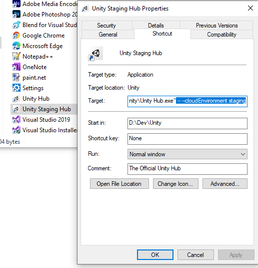 Adobe Media Encoder
Adobe Photoshop 20
Blend for Visual Stud
Google Chrome
Microsoft Edge
Notepad++
OneNote
paint.net
Settings
Unity Hub
Unity Staging Hub
Visual Studio 2019
Visual Studio Installe
04 bytes
Unity Staging Hub Properties
Security Details Previous Versions
General Shortcut Compatibility
Unity Staging Hub
Target type: Application
Target location: Unity
Target: nity\Unity Hub.exe" -- --cloudEnvironment staging
Start in: D:\Dev\Unity
Shortcut key: None
Run: Normal window
Comment: The Official Unity Hub
Open File Location Change Icon... Advanced...
OK Cancel Apply